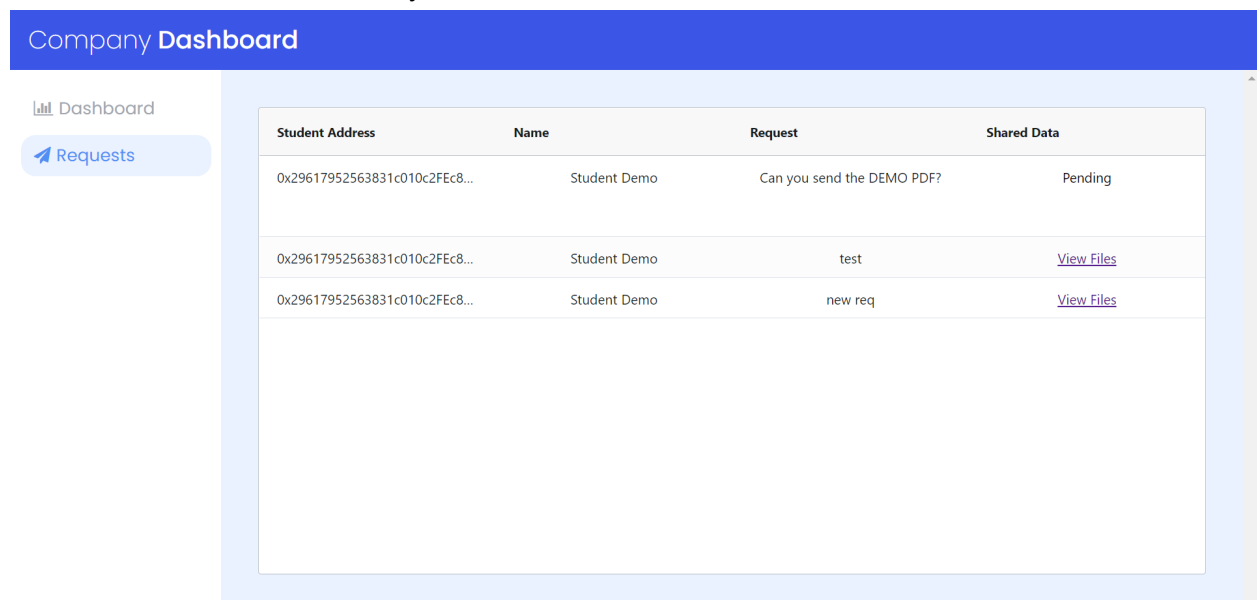 Company Dashboard
Dashboard
Requests
Student Address Name Request Shared Data
0x29617952563831c010c2FEc8... Student Demo Can you send the DEMO PDF? Pending
0x29617952563831c010c2FEc8... Student Demo test View Files
0x29617952563831c010c2FEc8... Student Demo new req View Files